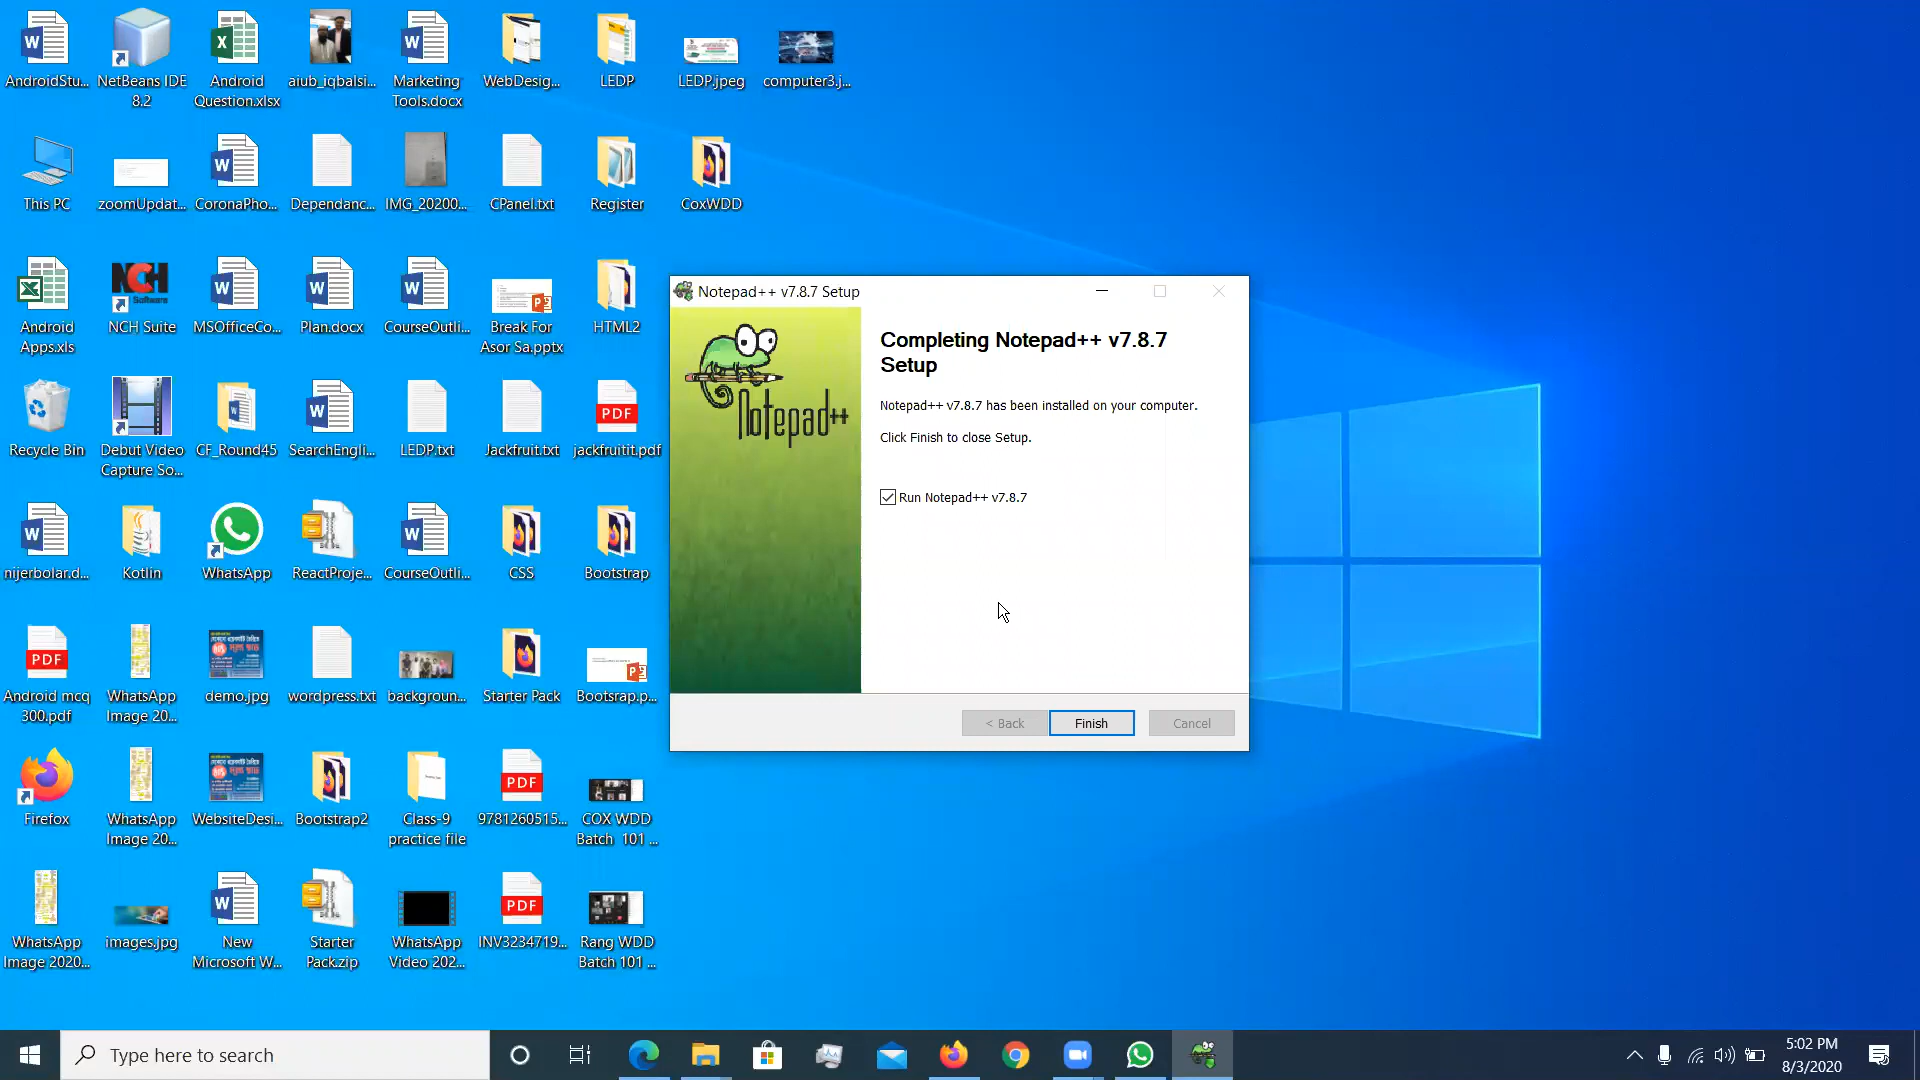 AndroidStu...
NetBeans IDE
8.2
Android
Question.xlsx
aiub_iqbalsi...
Marketing
Tools.docx
WebDesig...
LEDP
LEDP.jpeg
computer3.j...
This PC
zoomUpdat...
CoronaPho...
Dependanc...
IMG_20200...
CPanel.txt
Register
CoxWDD
Android
Apps.xls
NCH
Software
NCH Suite
MSOfficeCo...
Plan.docx
CourseOutli...
Break For
Asor Sa.pptx
HTML2
Recycle Bin
Debut Video
Capture So...
CF_Round45
SearchEngli...
LEDP.txt
Jackfruit.txt
PDF
jackfruitit.pdf
nijerbolar.d...
Kotlin
WhatsApp
ReactProje...
CourseOutli...
CSS
Bootstrap
PDF
Android mcq
300.pdf
WhatsApp
Image 20...
demo.jpg
wordpress.txt
backgroun...
Starter Pack
Bootsrap.p...
Firefox
WhatsApp
Image 20...
WebsiteDesi...
Bootstrap2
Class-9
practice file
PDF
9781260515...
COX WDD
Batch 101 ...
WhatsApp
Image 2020...
images.jpg
New
Microsoft W...
Starter
Pack.zip
WhatsApp
Video 202...
PDF
INV3234719...
Rang WDD
Batch 101 ...
Notepad++ v7.8.7 Setup
Notepad++
Completing Notepad++ v7.8.7
Setup
Notepad++ v7.8.7 has been installed on your computer.
Click Finish to close Setup.
Run Notepad++ v7.8.7
< Back
Finish
Cancel
Type here to search
5:02 PM
8/3/2020